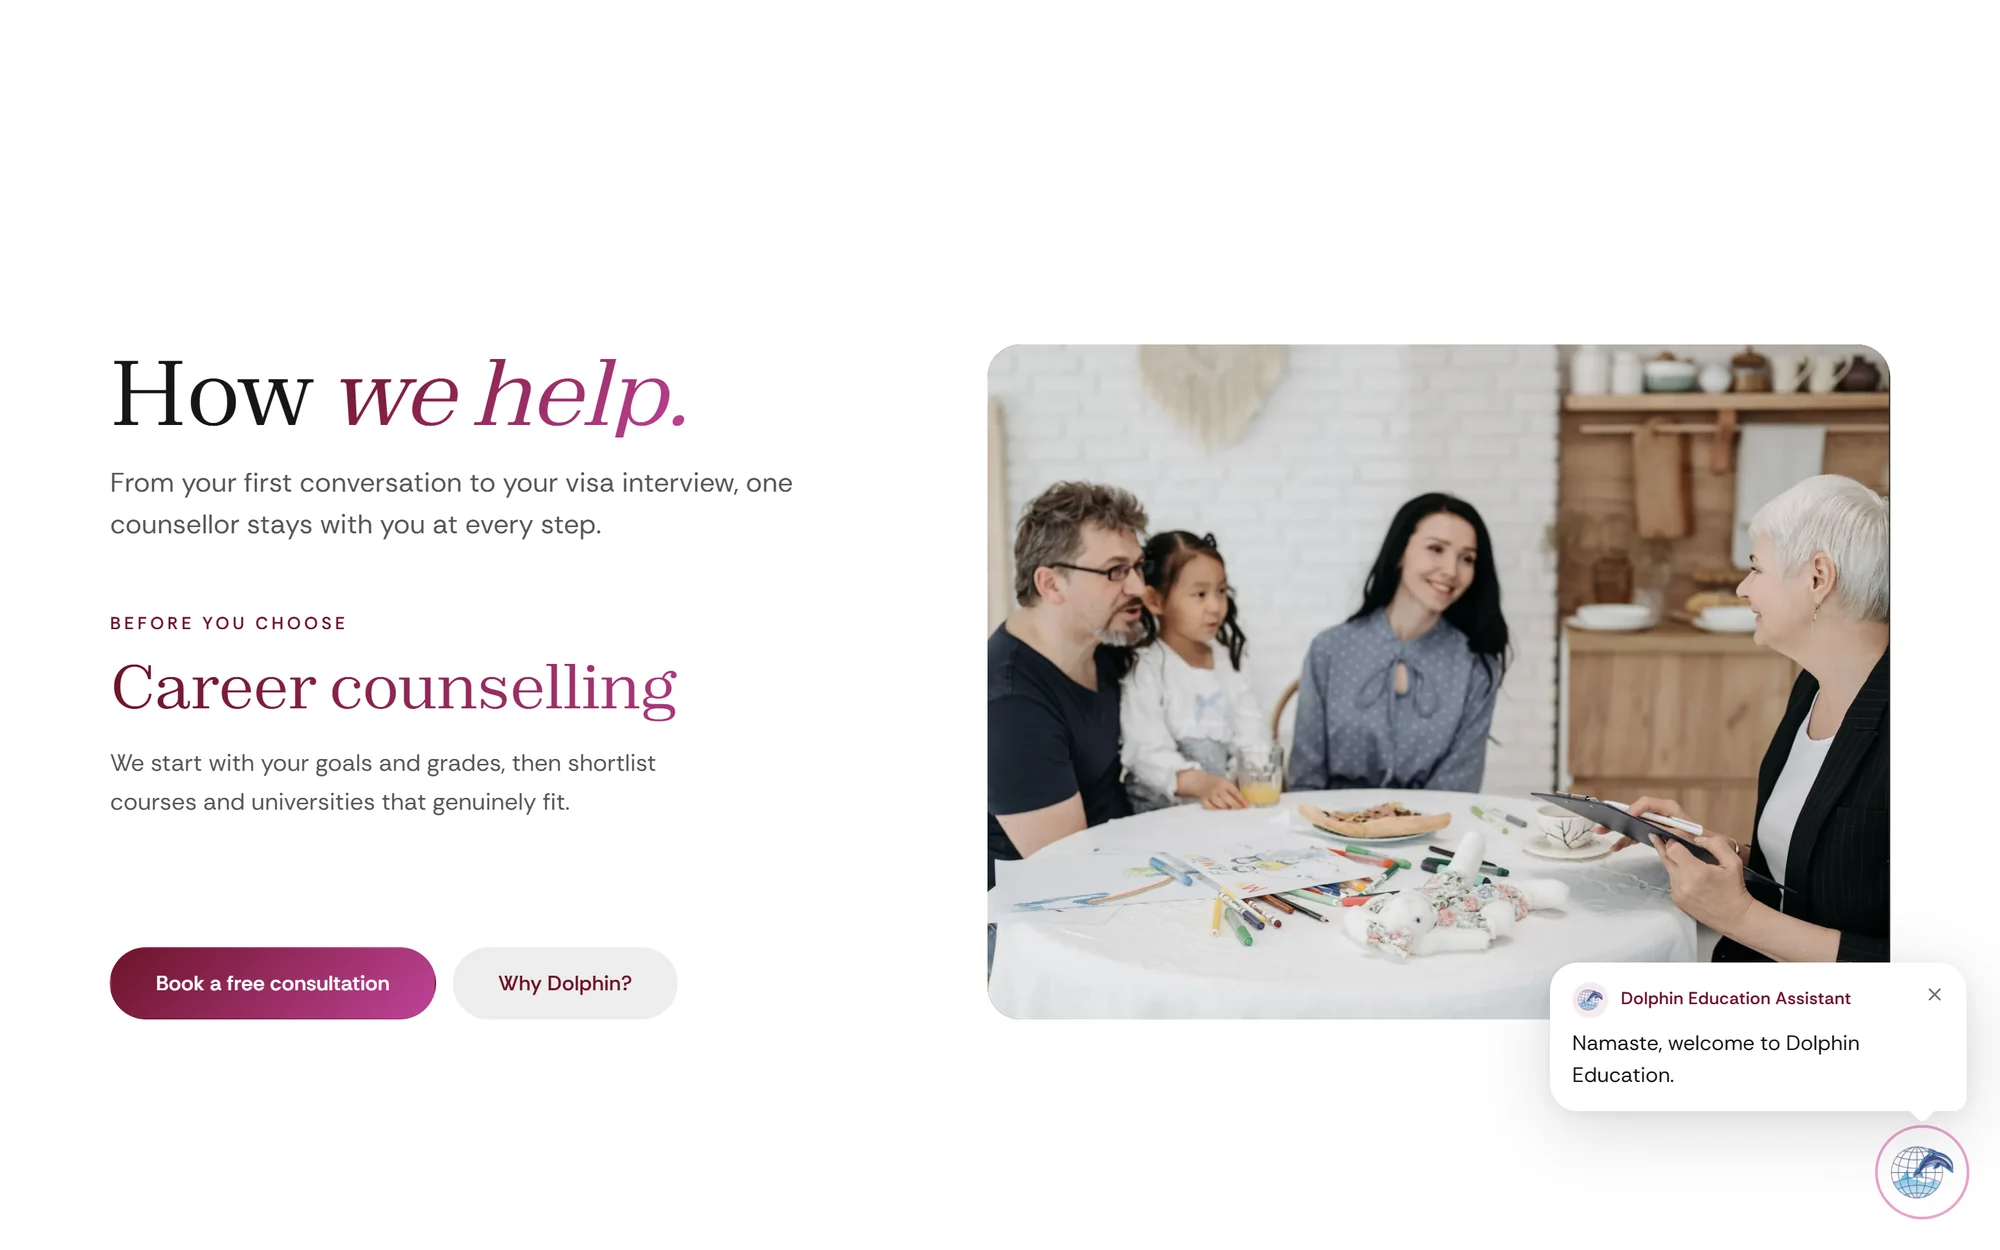 How we help.
From your first conversation to your visa interview, one
counsellor stays with you at every step.
BEFORE YOU CHOOSE
Career counselling
We start with your goals and grades, then shortlist
courses and universities that genuinely fit.
Book a free consultation
Why Dolphin?
Dolphin Education Assistant
Namaste, welcome to Dolphin
Education.